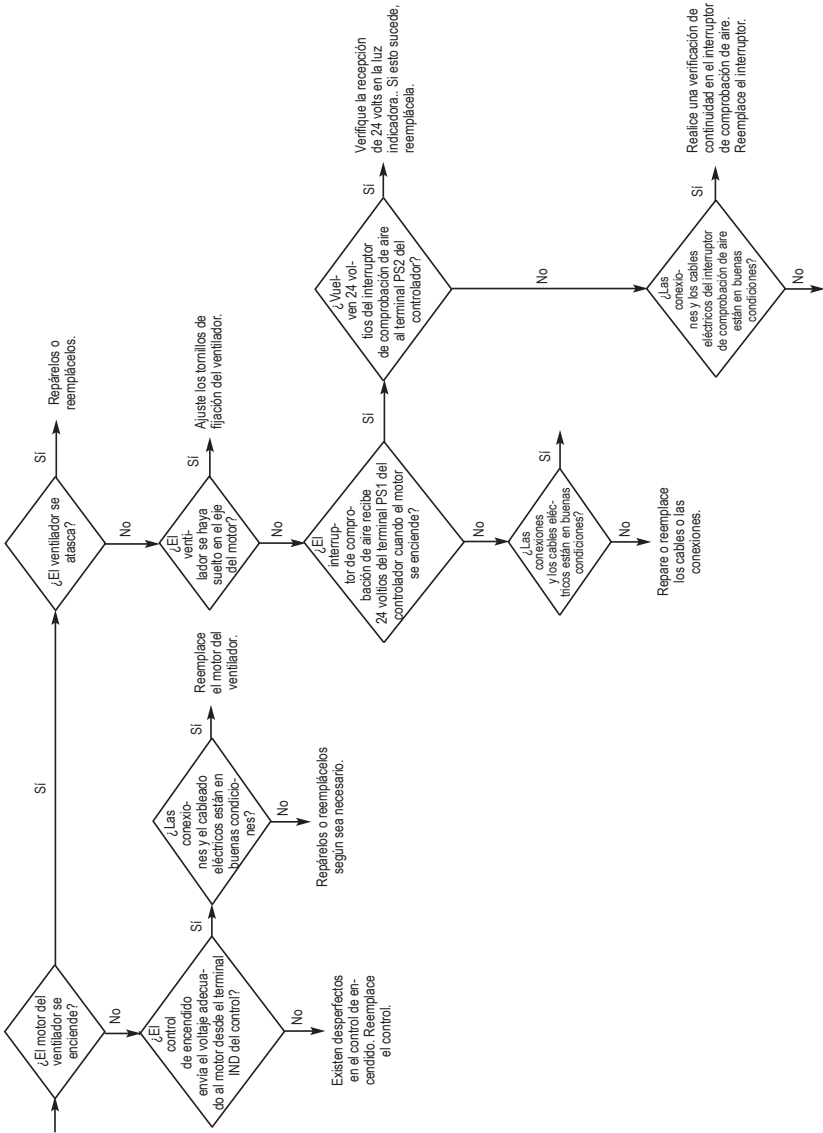 ¿El motor del
ventilador se
enciende?
Sí
No
¿El
control
de encendido
envía el voltaje adecua-
do al motor desde el terminal
IND del control?
Sí
No
Existen desperfectos
en el control de en-
cendido. Reemplace
el control.
¿Las
conexio-
nes y el cableado
eléctricos están en
buenas condicio-
nes?
Sí
Reemplace
el motor del
ventilador.
No
Repárelos o reemplácelos
según sea necesario.
¿El ventilador se
atasca?
Sí
Repárelos o
reemplácelos.
No
¿El
venti-
lador se haya
suelto en el eje
del motor?
Sí
Ajuste los tornillos de
fijación del ventilador.
No
¿El
interrup-
tor de compro-
bación de aire recibe
24 voltios del terminal PS1 del
controlador cuando el motor
se enciende?
Sí
No
¿Las
conexiones
y los cables eléc-
tricos están en buenas
condiciones?
Sí
No
Repare o reemplace
los cables o las
conexiones.
¿Vuel-
ven 24 vol-
tios del interruptor
de comprobación de aire
al terminal PS2 del
controlador?
Sí
Verifique la recepción
de 24 volts en la luz
indicadora.. Si esto sucede,
reemplácela.
No
¿Las
conexio-
nes y los cables
eléctricos del interruptor
de comprobación de aire
están en buenas
condiciones?
Sí
Realice una verificación de
continuidad en el interruptor
de comprobación de aire.
Reemplace el interruptor.
No